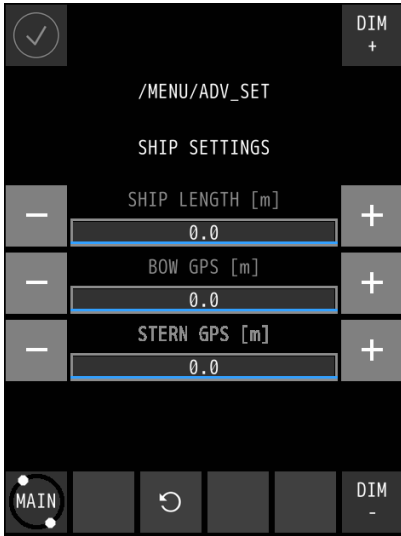 DIM
+
/MENU/ADV_SET
SHIP SETTINGS
SHIP LENGTH [m]
− 0.0 +
BOW GPS [m]
− 0.0 +
STERN GPS [m]
− 0.0 +
MAIN
DIM
-